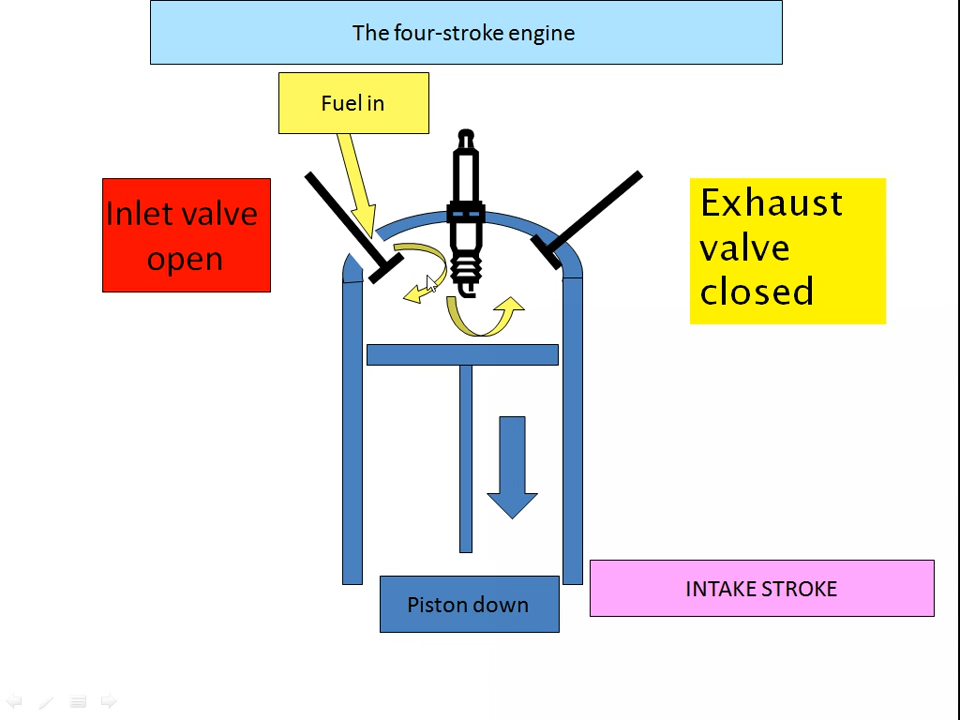 The four-stroke engine
Fuel in
Inlet valve
open
Exhaust
valve
closed
Piston down
INTAKE STROKE